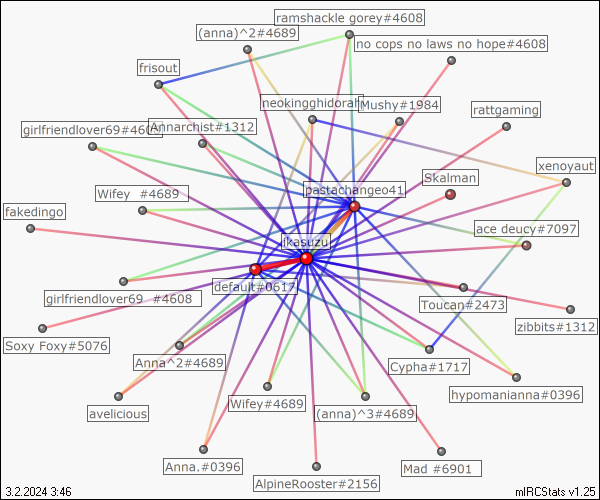 ramshackle gorey#4608
(anna)^2#4689
no cops no laws no hope#4608
frisout
neokingghidorah
Mushy#1984
rattgaming
girlfriendlover69#4608
Annarchist#1312
xenoyaut
pastachangeo41
Skalman
Wifey #4689
fakedingo
ace deucy#7097
ikasuzu
default#0617
girlfriendlover69 #4608
Toucan#2473
zibbits#1312
Soxy Foxy#5076
Anna^2#4689
Cypha#1717
hypomanianna#0396
avelicious
Wifey#4689
(anna)^3#4689
Anna.#0396
Mad #6901
AlpineRooster#2156
3.2.2024 3:46
mIRCStats v1.25